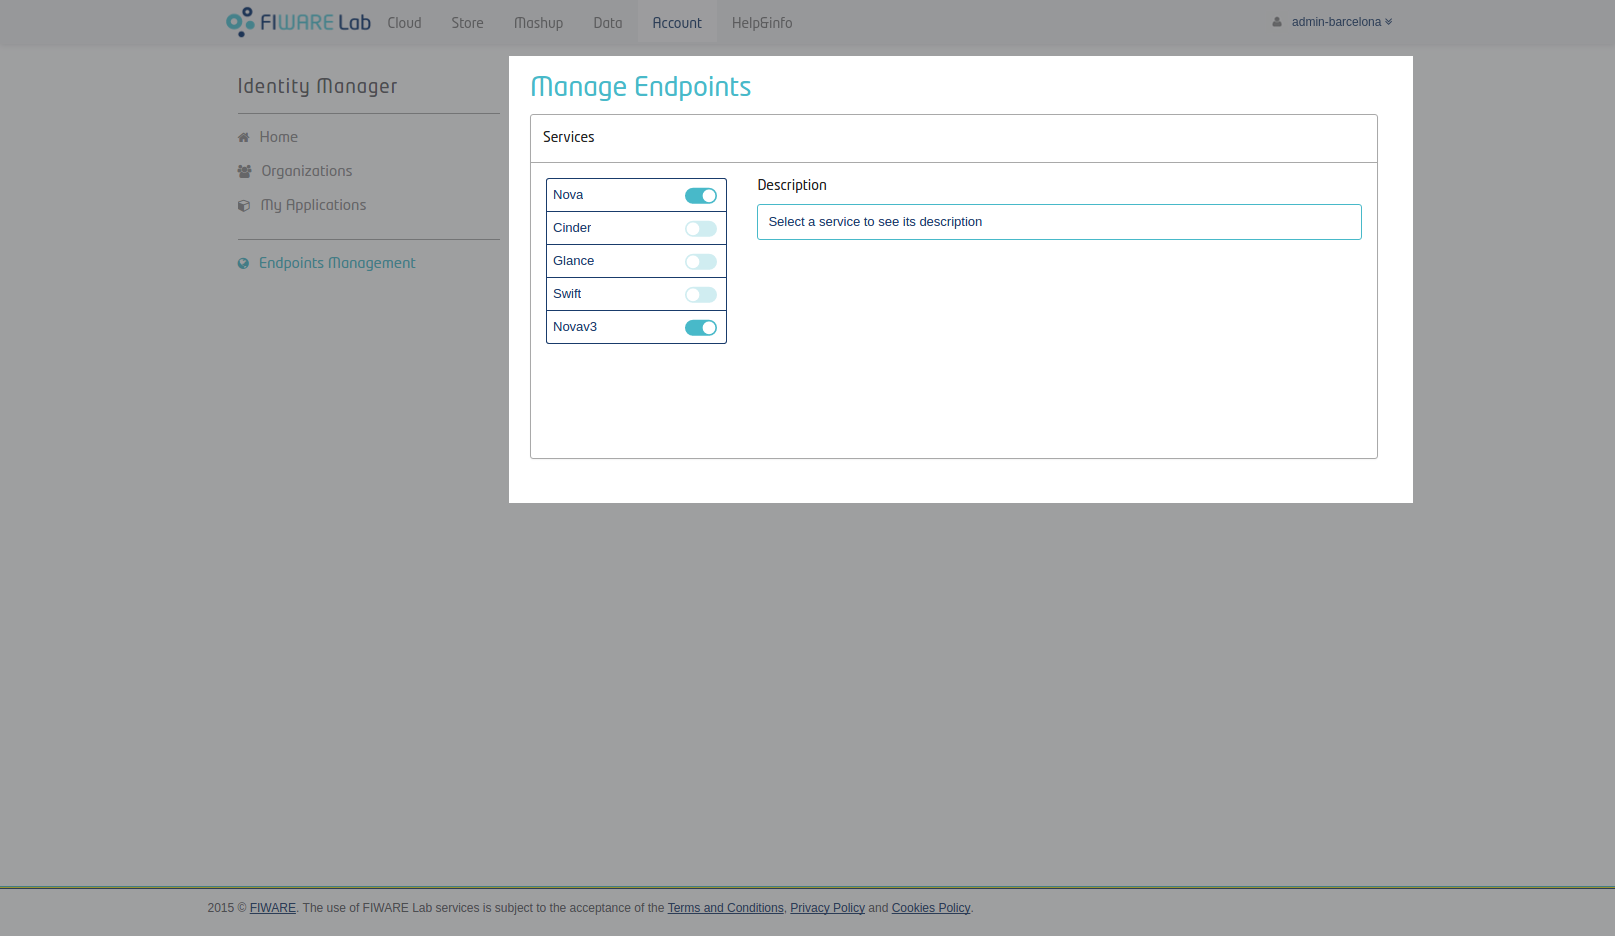 FIWARE Lab Cloud Store Mashup Data Account Help&info admin-barcelona
Identity Manager
Home
Organizations
My Applications
Endpoints Management
Manage Endpoints
Services
Nova
Cinder
Glance
Swift
Novav3
Description
Select a service to see its description
2015 © FIWARE. The use of FIWARE Lab services is subject to the acceptance of the Terms and Conditions, Privacy Policy and Cookies Policy.